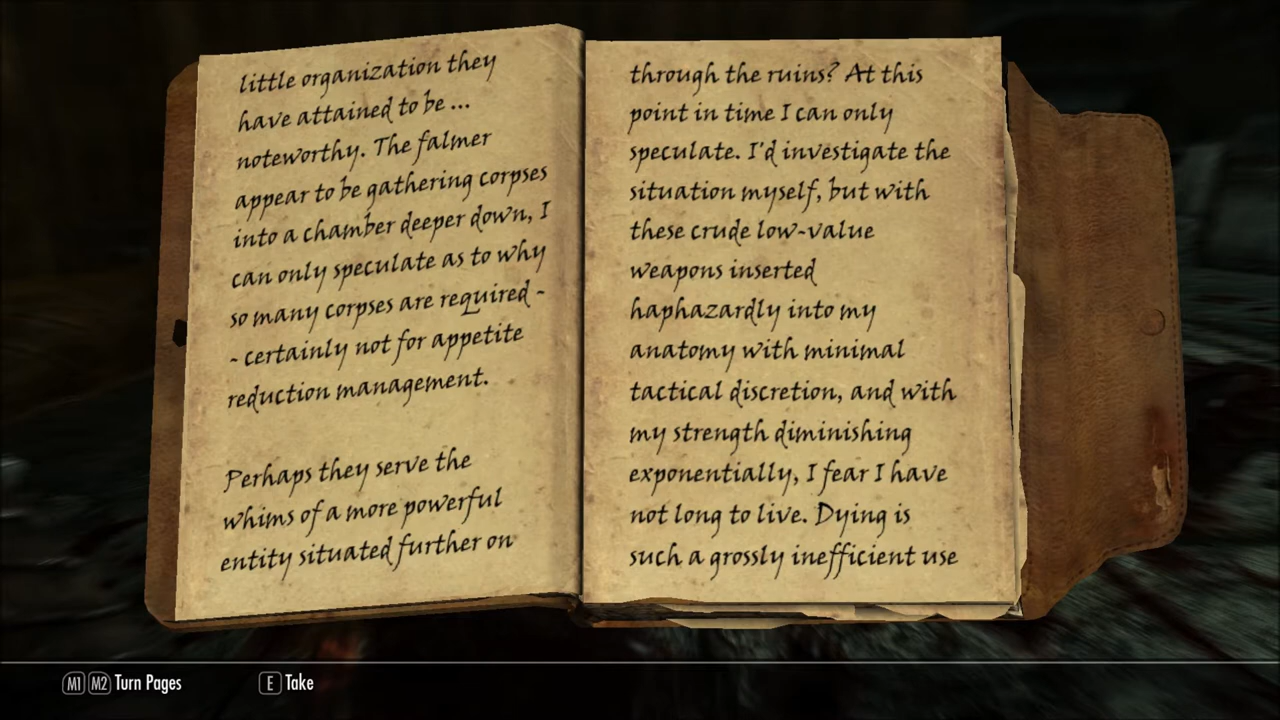 little organization they
have attained to be ...
noteworthy. The falmer
appear to be gathering corpses
into a chamber deeper down, I
can only speculate as to why
so many corpses are required -
- certainly not for appetite
reduction management.
Perhaps they serve the
whims of a more powerful
entity situated further on
through the ruins? At this
point in time I can only
speculate. I'd investigate the
situation myself, but with
these crude low-value
weapons inserted
haphazardly into my
anatomy with minimal
tactical discretion, and with
my strength diminishing
exponentially, I fear I have
not long to live. Dying is
such a grossly inefficient use
M1 M2 Turn Pages
E Take